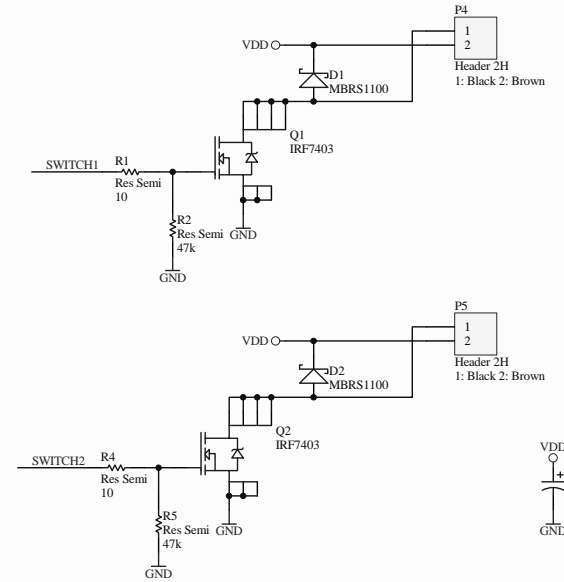 P4
1
2
Header 2H
1: Black 2: Brown
VDD
D1
MBRS1100
Q1
IRF7403
SWITCH1
R1
Res Semi
10
R2
Res Semi
47k
GND
GND
P5
1
2
Header 2H
1: Black 2: Brown
VDD
D2
MBRS1100
Q2
IRF7403
SWITCH2
R4
Res Semi
10
R5
Res Semi
47k
GND
GND
VDD
+
GND